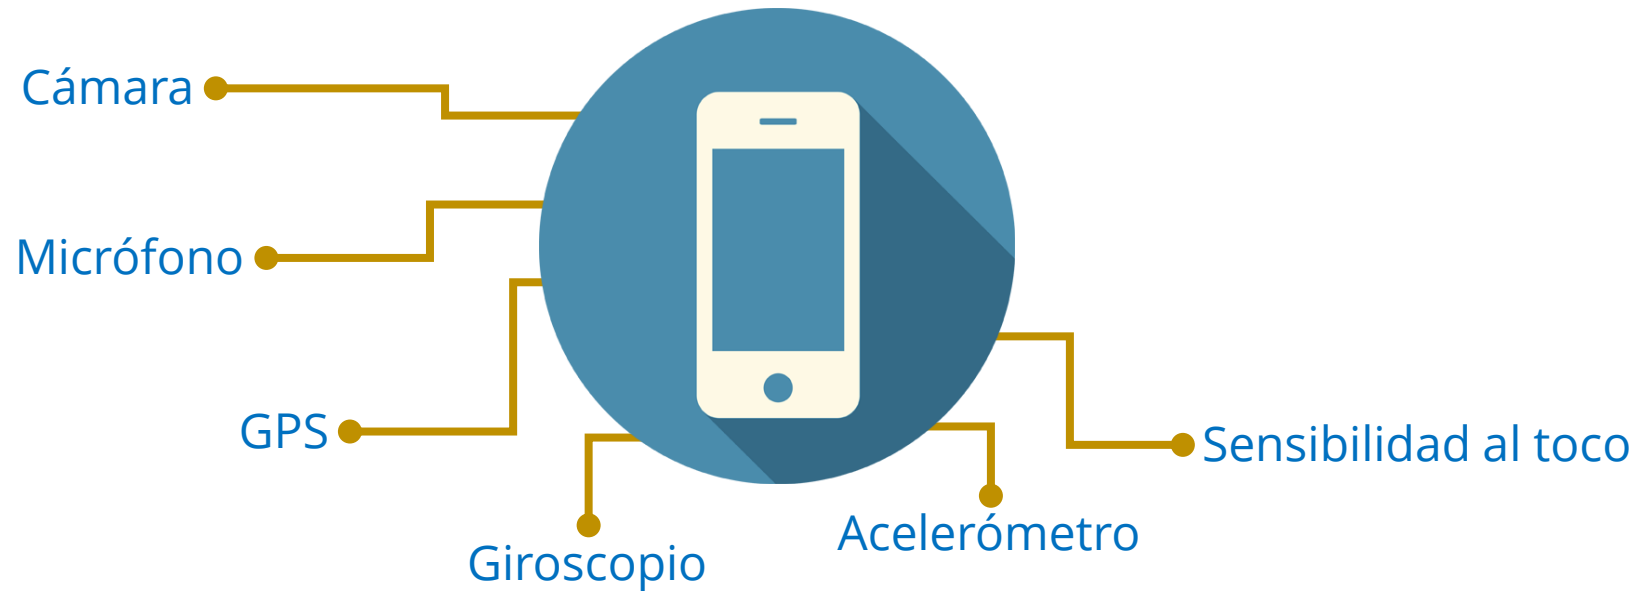 Cámara
Micrófono
GPS
Giroscopio
Acelerómetro
Sensibilidad al toco